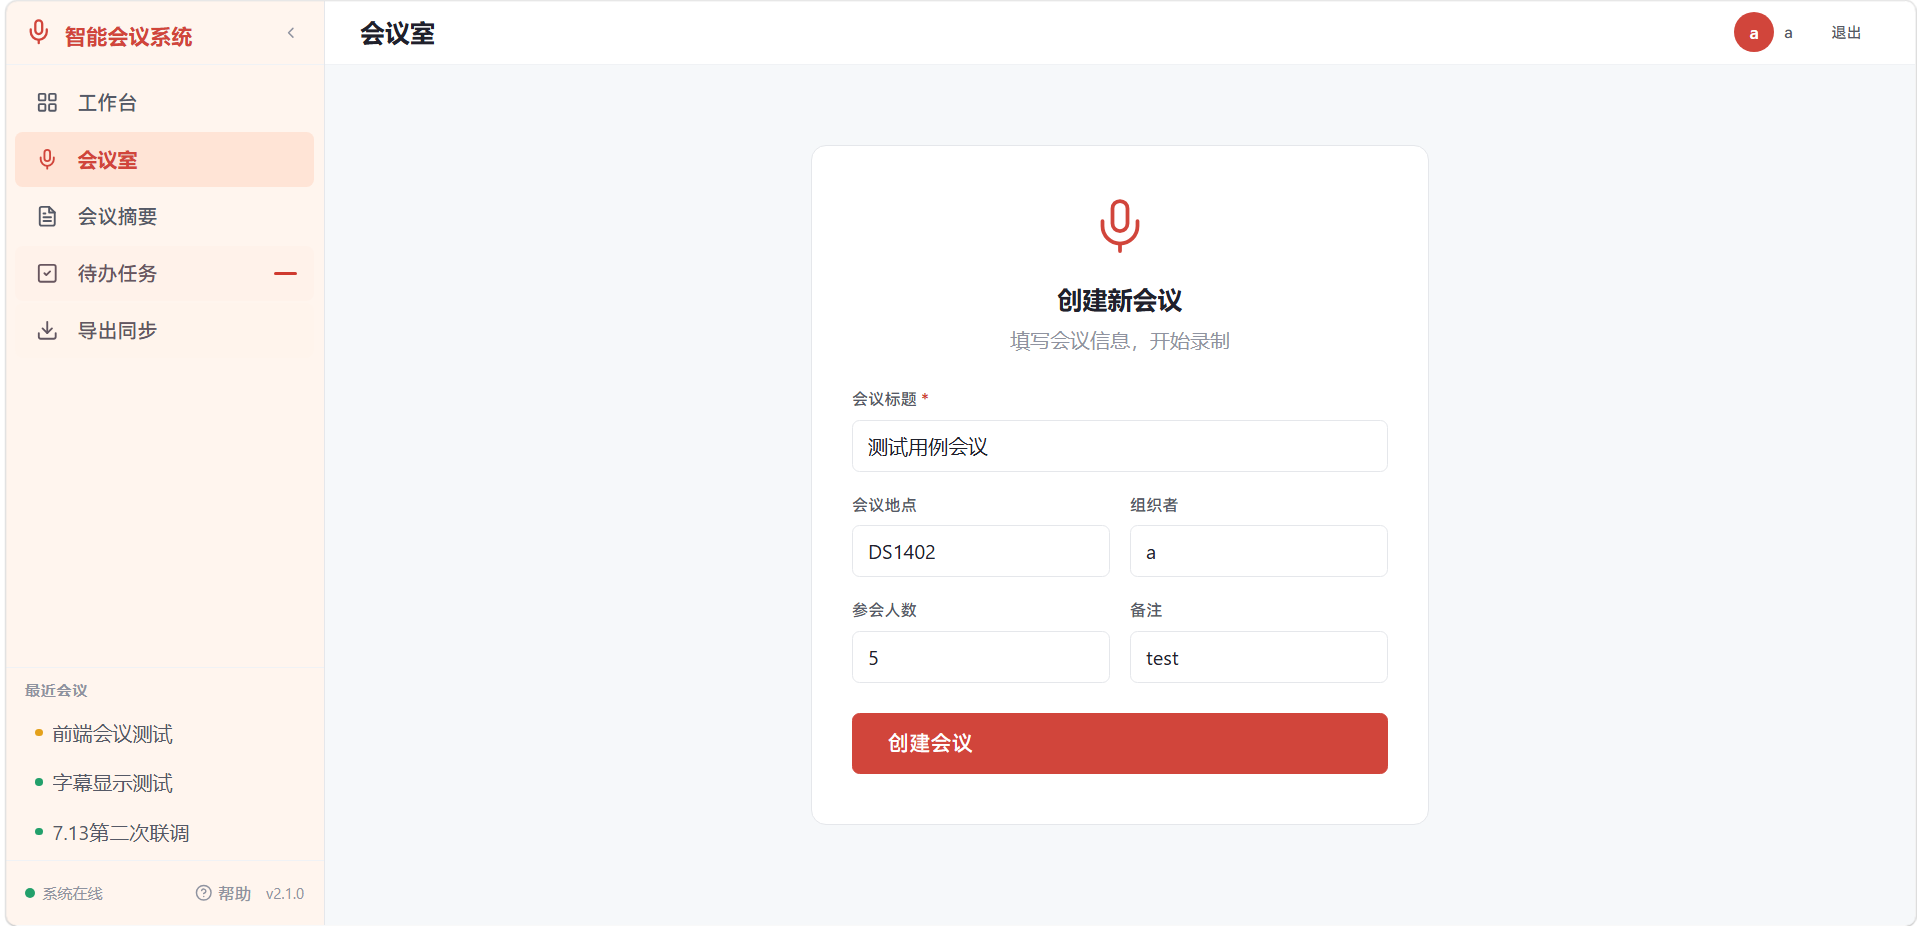 智能会议系统
会议室
a
a
退出
工作台
会议室
会议摘要
待办任务
导出同步
创建新会议
填写会议信息，开始录制
会议标题 *
测试用例会议
会议地点
组织者
DS1402
a
参会人数
备注
5
test
创建会议
最近会议
前端会议测试
字幕显示测试
7.13第二次联调
系统在线
帮助
v2.1.0